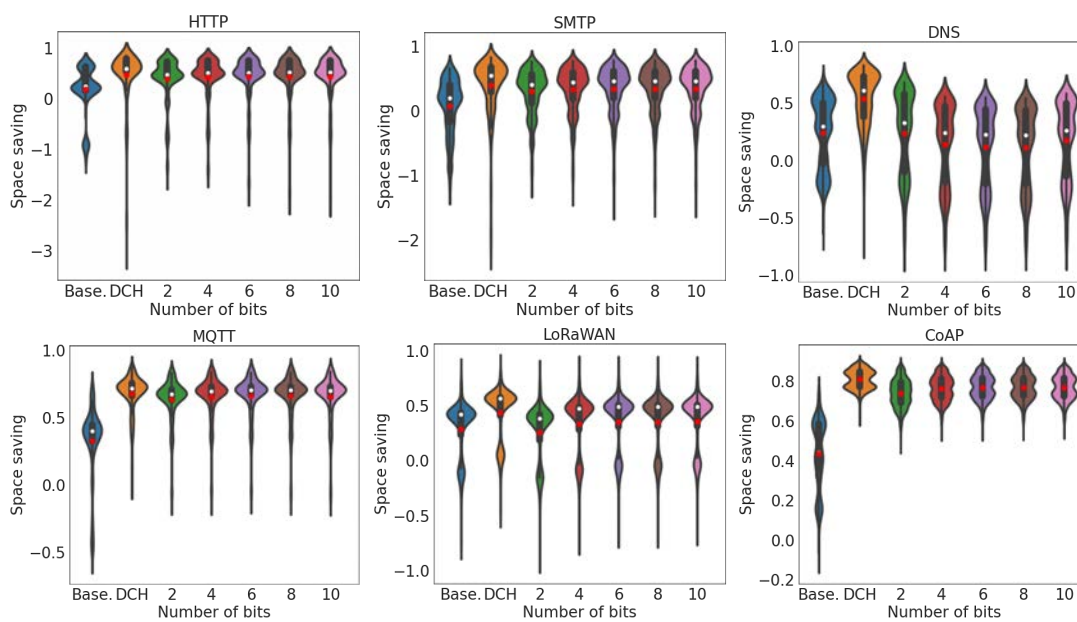 HTTP
1
0
−1
−2
−3
Space saving
Base. DCH 2 4 6 8 10
Number of bits
SMTP
1
0
−1
−2
Space saving
Base. DCH 2 4 6 8 10
Number of bits
DNS
1.0
0.5
0.0
−0.5
−1.0
Space saving
Base. DCH 2 4 6 8 10
Number of bits
MQTT
1.0
0.5
0.0
−0.5
Space saving
Base. DCH 2 4 6 8 10
Number of bits
LoRaWAN
1.0
0.5
0.0
−0.5
−1.0
Space saving
Base. DCH 2 4 6 8 10
Number of bits
CoAP
0.8
0.6
0.4
0.2
0.0
−0.2
Space saving
Base. DCH 2 4 6 8 10
Number of bits